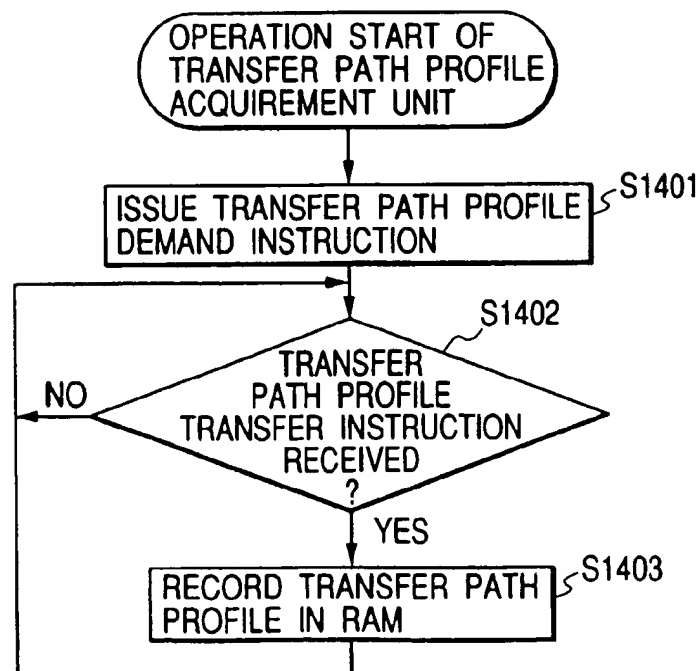 OPERATION START OF
TRANSFER PATH PROFILE
ACQUIREMENT UNIT
S1401
ISSUE TRANSFER PATH PROFILE
DEMAND INSTRUCTION
S1402
TRANSFER
PATH PROFILE
TRANSFER INSTRUCTION
RECEIVED
?
NO
YES
S1403
RECORD TRANSFER PATH
PROFILE IN RAM